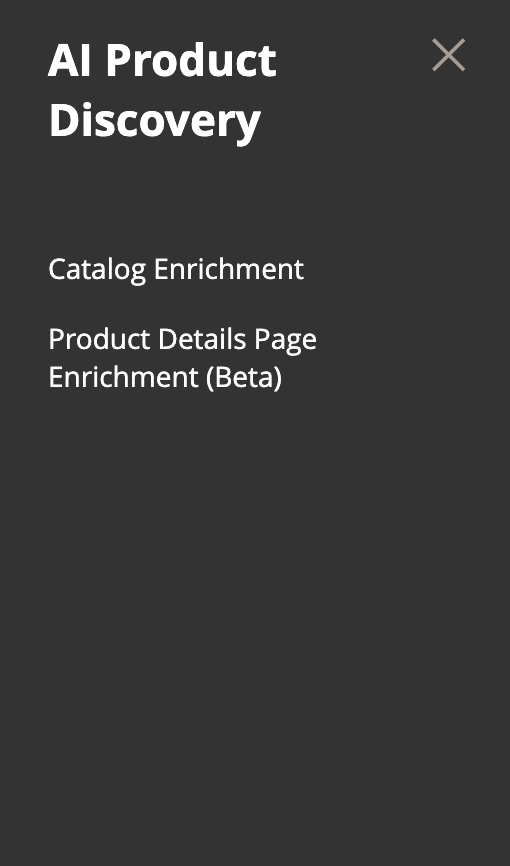 AI Product
Discovery
Catalog Enrichment
Product Details Page
Enrichment (Beta)